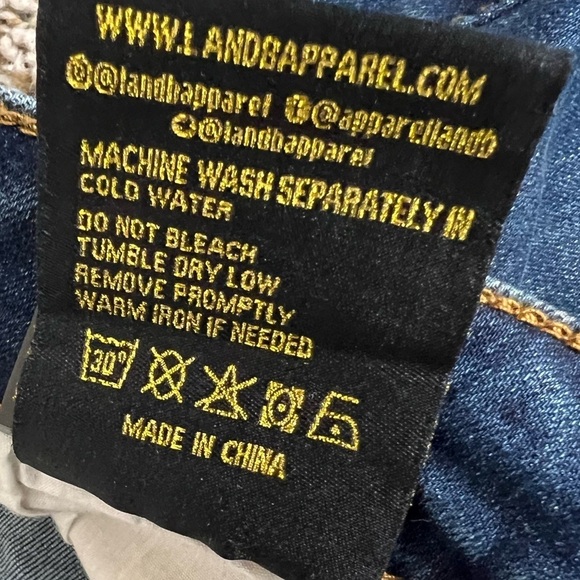 WWW.LANDBAPPAREL.COM
@landbapparel @apparellandb
@landbapparel
MACHINE WASH SEPARATELY IN
COLD WATER
DO NOT BLEACH
TUMBLE DRY LOW
REMOVE PROMPTLY
WARM IRON IF NEEDED
30°
MADE IN CHINA